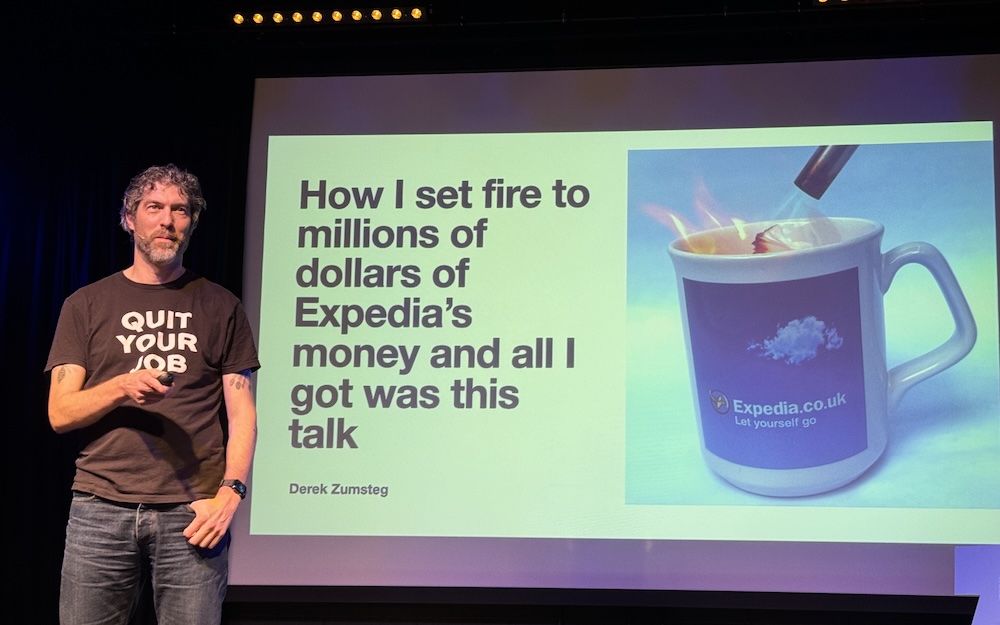 QUIT
YOUR
JOB
How I set fire to
millions of
dollars of
Expedia’s
money and all I
got was this
talk
Derek Zumsteg
Expedia.co.uk
Let yourself go